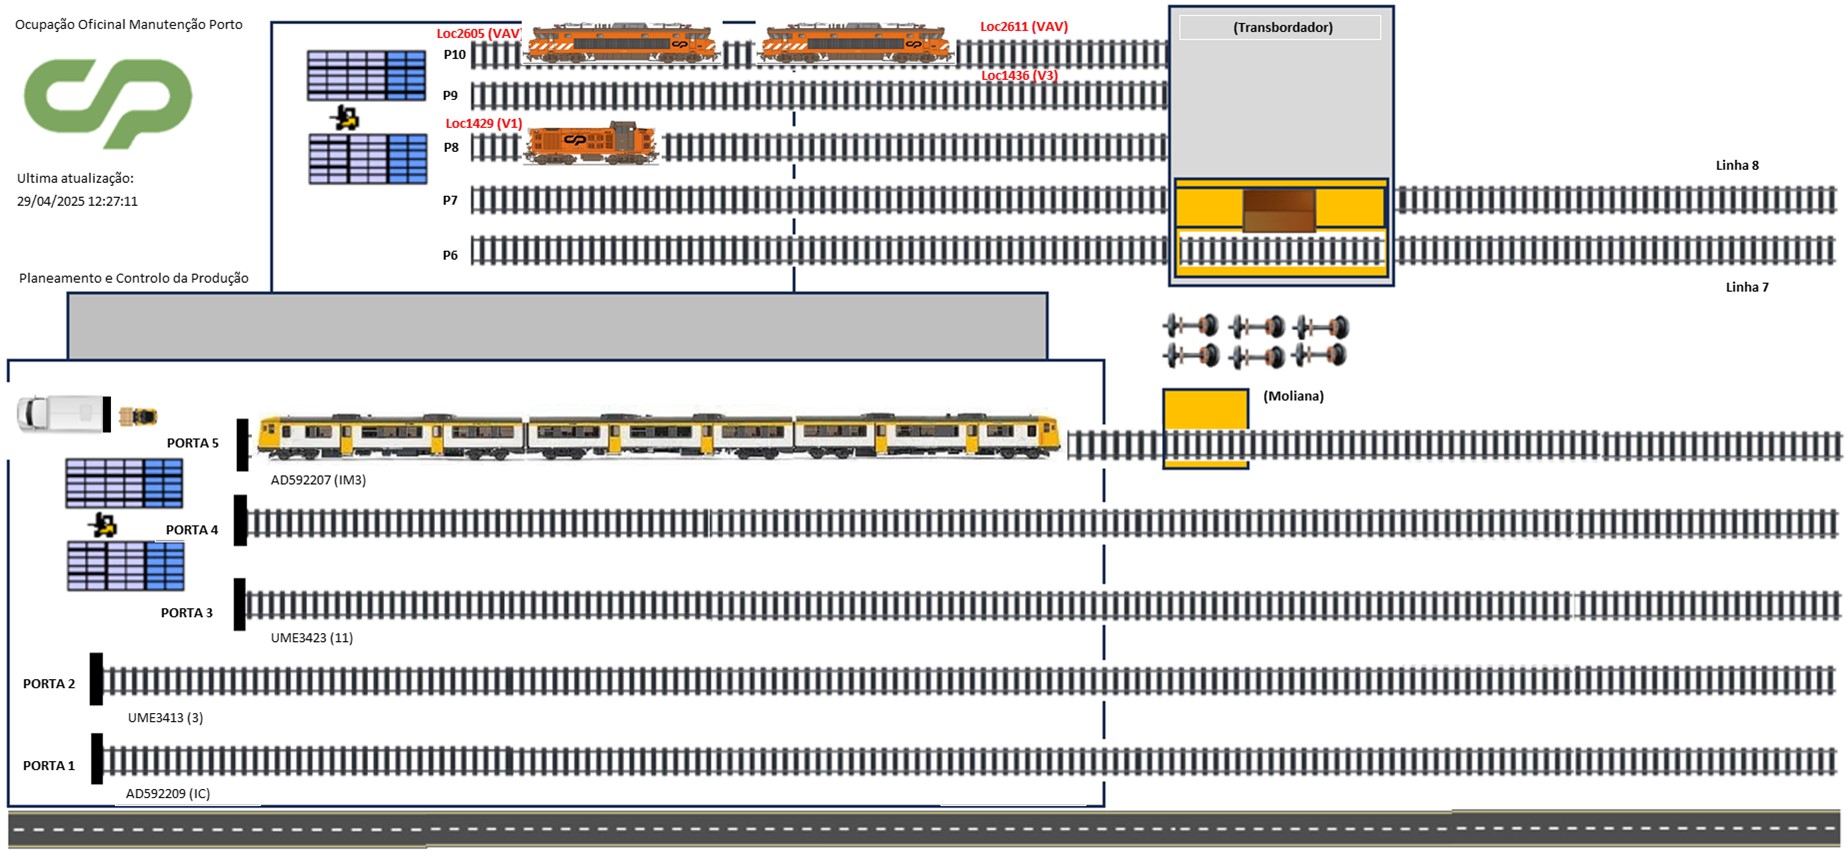 Ocupação Oficinal Manutenção Porto
CP
Ultima atualização:
29/04/2025 12:27:11
Planeamento e Controlo da Produção
Loc2605 (VAV)
Loc2611 (VAV)
P10
Loc1436 (V3)
P9
Loc1429 (V1)
P8
P7
P6
(Transbordador)
Linha 8
Linha 7
(Moliana)
PORTA 5
AD592207 (IM3)
PORTA 4
PORTA 3
UME3423 (11)
PORTA 2
UME3413 (3)
PORTA 1
AD592209 (IC)